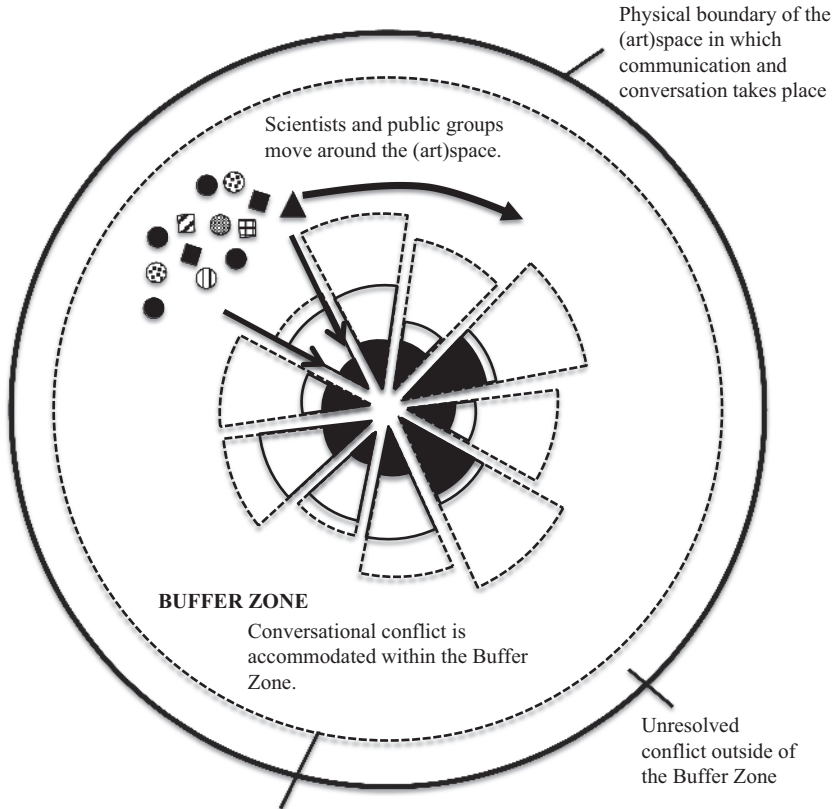 Physical boundary of the
(art)space in which
communication and
conversation takes place
Scientists and public groups
move around the (art)space.
BUFFER ZONE
Conversational conflict is
accommodated within the Buffer
Zone.
Unresolved
conflict outside of
the Buffer Zone